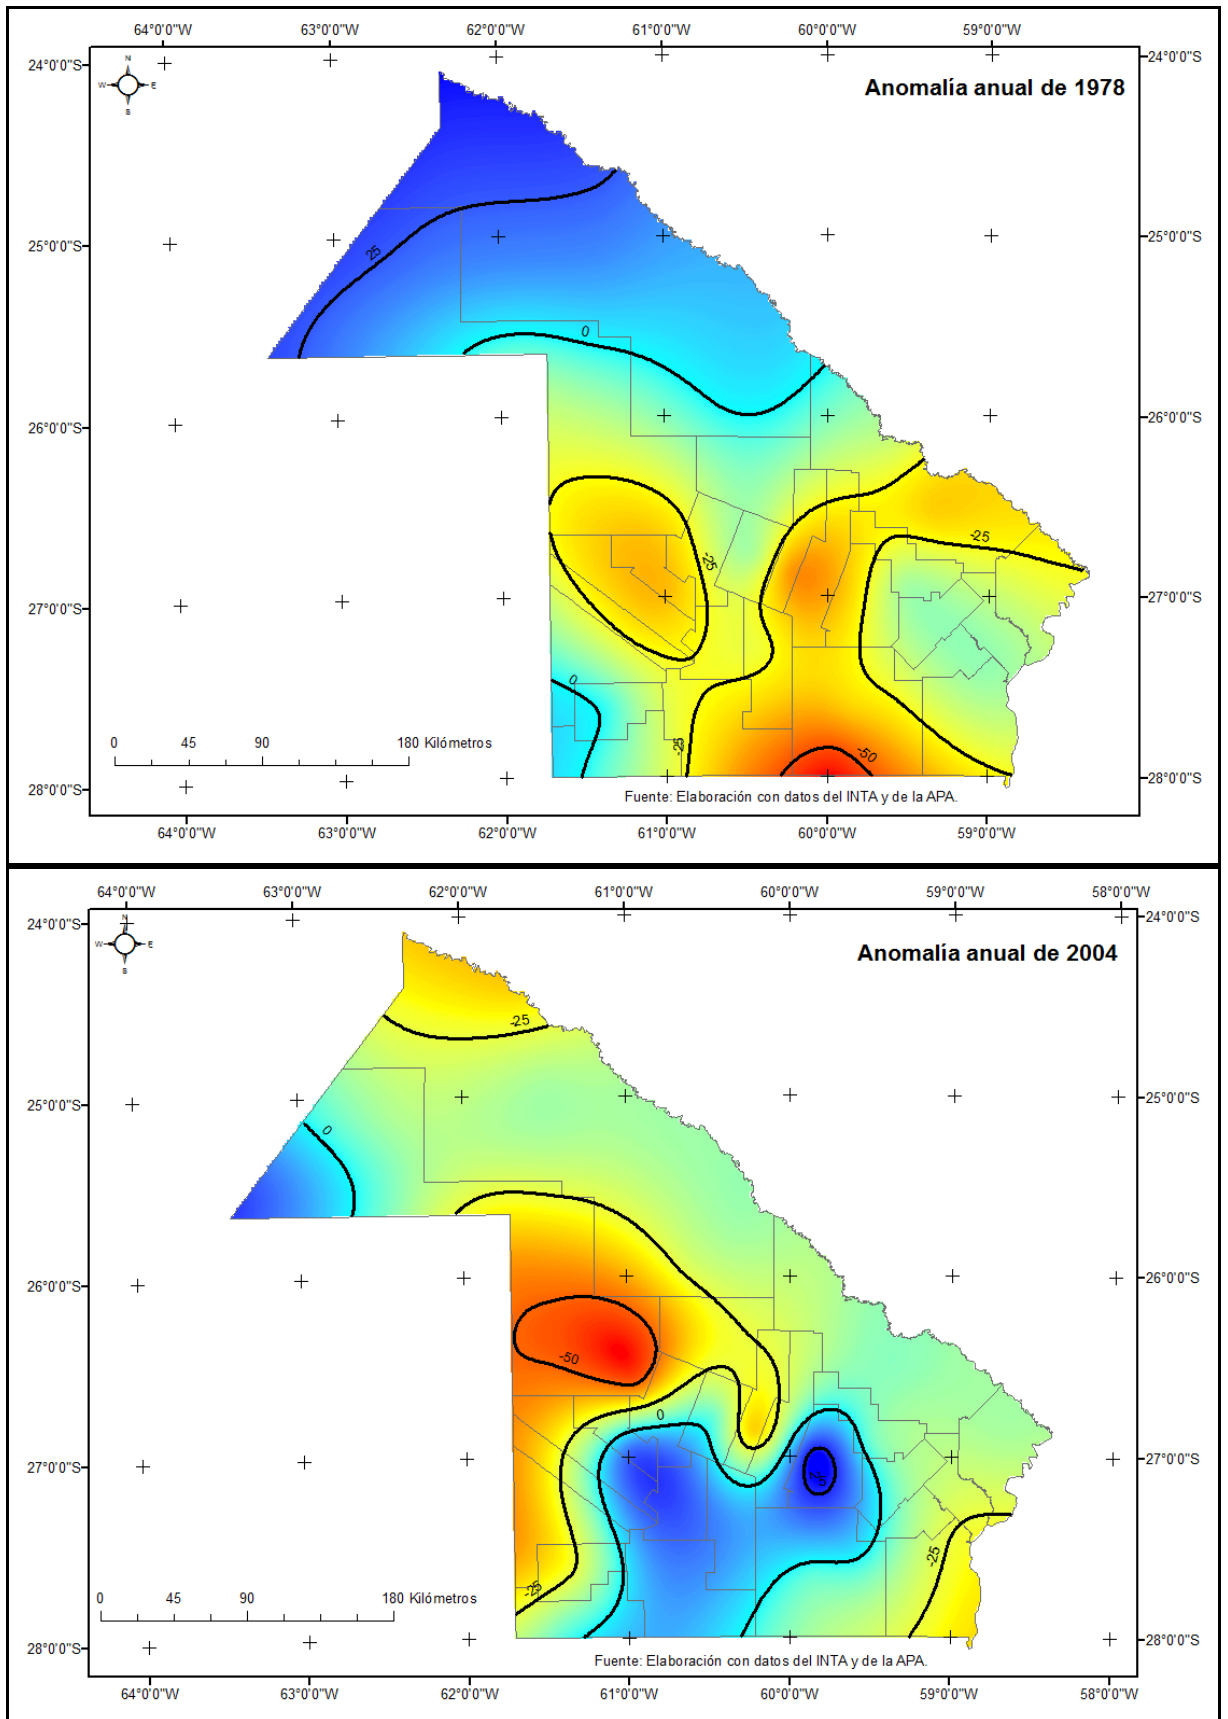 64°0'0"W 63°0'0"W 62°0'0"W 61°0'0"W 60°0'0"W 59°0'0"W
24°0'0"S 24°0'0"S
N
W E
S
Anomalía anual de 1978
25
25°0'0"S 25°0'0"S
0
26°0'0"S 26°0'0"S
-25
-25
27°0'0"S 27°0'0"S
0
-25
-50
0 45 90 180 Kilómetros
28°0'0"S 28°0'0"S
Fuente: Elaboración con datos del INTA y de la APA.
64°0'0"W 63°0'0"W 62°0'0"W 61°0'0"W 60°0'0"W 59°0'0"W
64°0'0"W 63°0'0"W 62°0'0"W 61°0'0"W 60°0'0"W 59°0'0"W 58°0'0"W
24°0'0"S 24°0'0"S
N
W E
S
Anomalía anual de 2004
-25
25°0'0"S 25°0'0"S
0
26°0'0"S 26°0'0"S
-50
0
27°0'0"S 27°0'0"S
25
-25
-25
0 45 90 180 Kilómetros
28°0'0"S 28°0'0"S
Fuente: Elaboración con datos del INTA y de la APA.
64°0'0"W 63°0'0"W 62°0'0"W 61°0'0"W 60°0'0"W 59°0'0"W 58°0'0"W